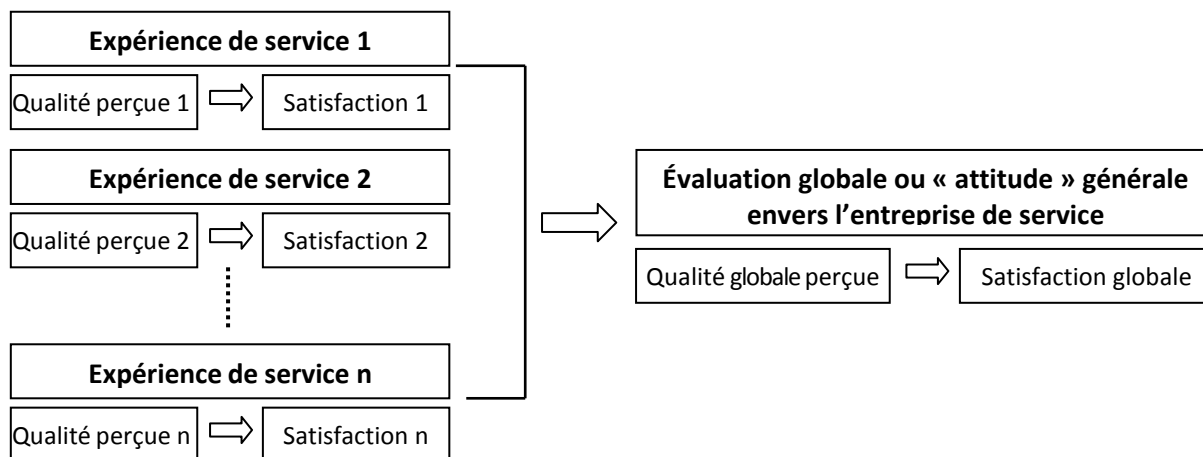 Expérience de service 1
Qualité perçue 1
Satisfaction 1
Expérience de service 2
Qualité perçue 2
Satisfaction 2
Expérience de service n
Qualité perçue n
Satisfaction n
Évaluation globale ou « attitude » générale
envers l’entreprise de service
Qualité globale perçue
Satisfaction globale